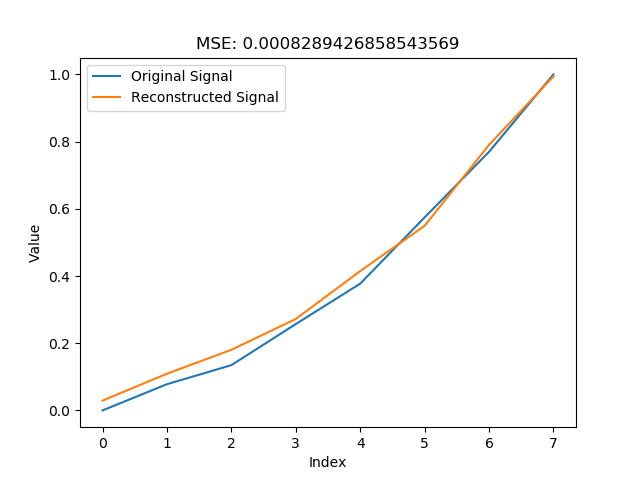 MSE: 0.0008289426858543569
Original Signal
Reconstructed Signal
1.0
0.8
0.6
0.4
0.2
0.0
Value
0 1 2 3 4 5 6 7
Index